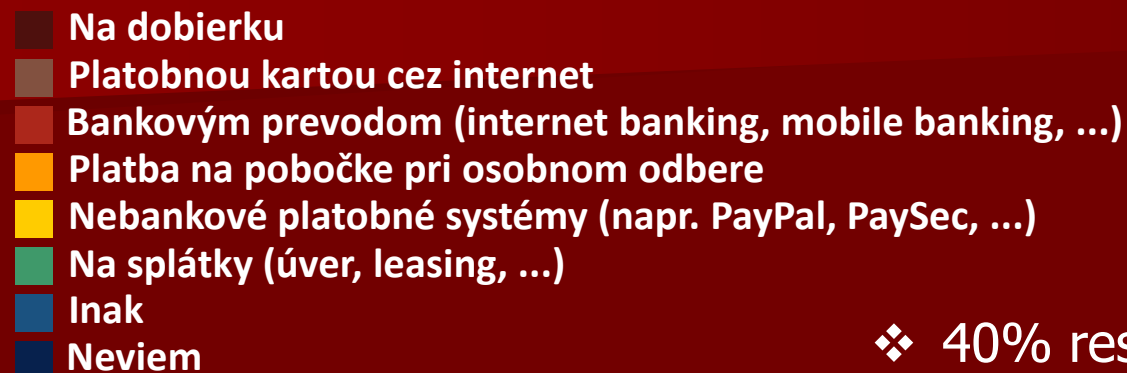 Na dobierku
Platobnou kartou cez internet
Bankovým prevodom (internet banking, mobile banking, ...)
Platba na pobočke pri osobnom odbere
Nebankové platobné systémy (napr. PayPal, PaySec, ...)
Na splátky (úver, leasing, ...)
Inak
Neviem
❖ 40% res